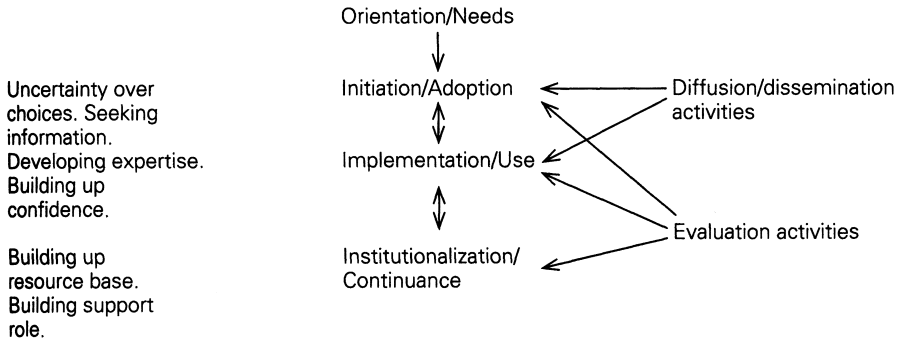 Orientation/Needs
Uncertainty over
choices. Seeking
information.
Developing expertise.
Building up
confidence.
Building up
resource base.
Building support
role.
Initiation/Adoption
Implementation/Use
Institutionalization/
Continuance
Diffusion/dissemination
activities
Evaluation activities